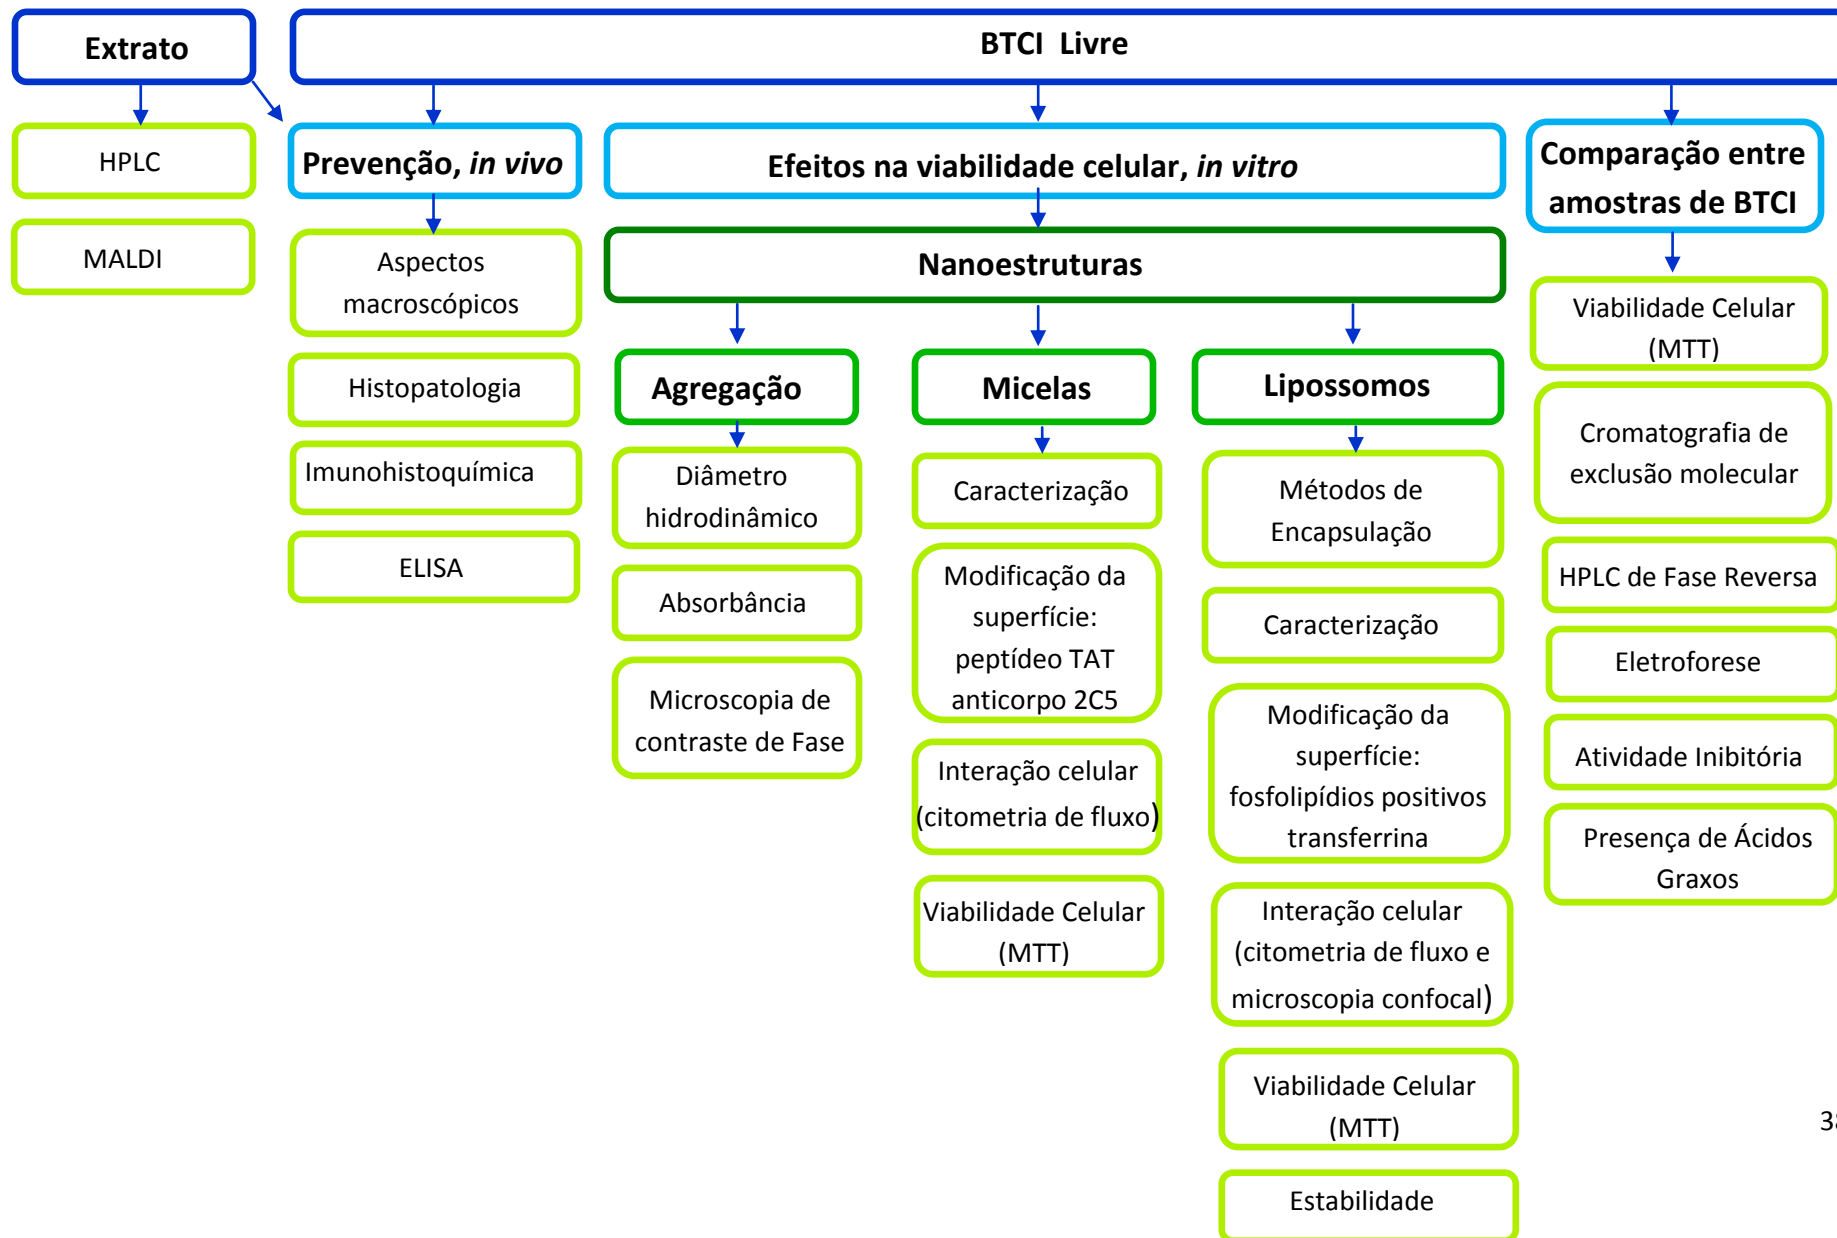 Extrato
BTCI Livre
HPLC
MALDI
Prevenção, in vivo
Aspectos
macroscópicos
Histopatologia
Imunohistoquímica
ELISA
Efeitos na viabilidade celular, in vitro
Nanoestruturas
Agregação
Diâmetro
hidrodinâmico
Absorbância
Microscopia de
contraste de Fase
Micelas
Caracterização
Modificação da
superfície:
peptídeo TAT
anticorpo 2C5
Interação celular
(citometria de fluxo)
Viabilidade Celular
(MTT)
Lipossomos
Métodos de
Encapsulação
Caracterização
Modificação da
superfície:
fosfolipídios positivos
transferrina
Interação celular
(citometria de fluxo e
microscopia confocal)
Viabilidade Celular
(MTT)
Estabilidade
Comparação entre
amostras de BTCI
Viabilidade Celular
(MTT)
Cromatografia de
exclusão molecular
HPLC de Fase Reversa
Eletroforese
Atividade Inibitória
Presença de Ácidos
Graxos
38